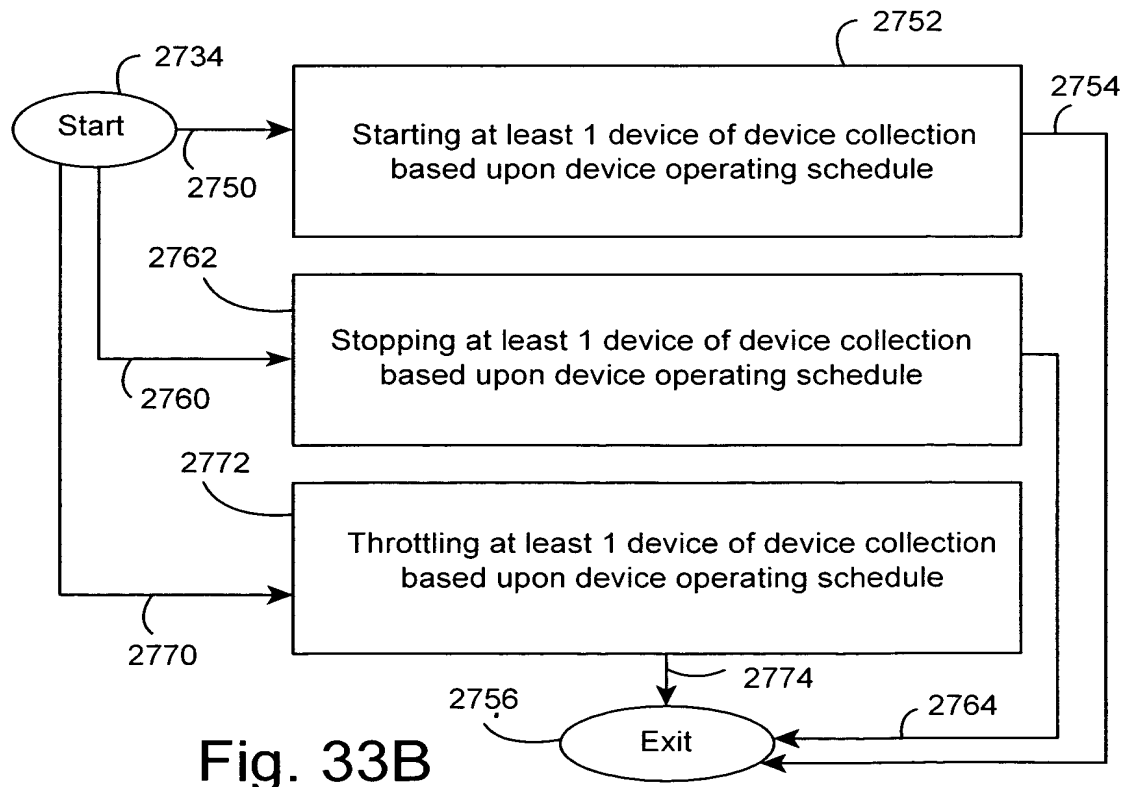 2734
2752
2754
Start
2750
Starting at least 1 device of device collection
based upon device operating schedule
2762
2760
Stopping at least 1 device of device collection
based upon device operating schedule
2772
2770
Throttling at least 1 device of device collection
based upon device operating schedule
2774
2756
2764
Exit
Fig. 33B